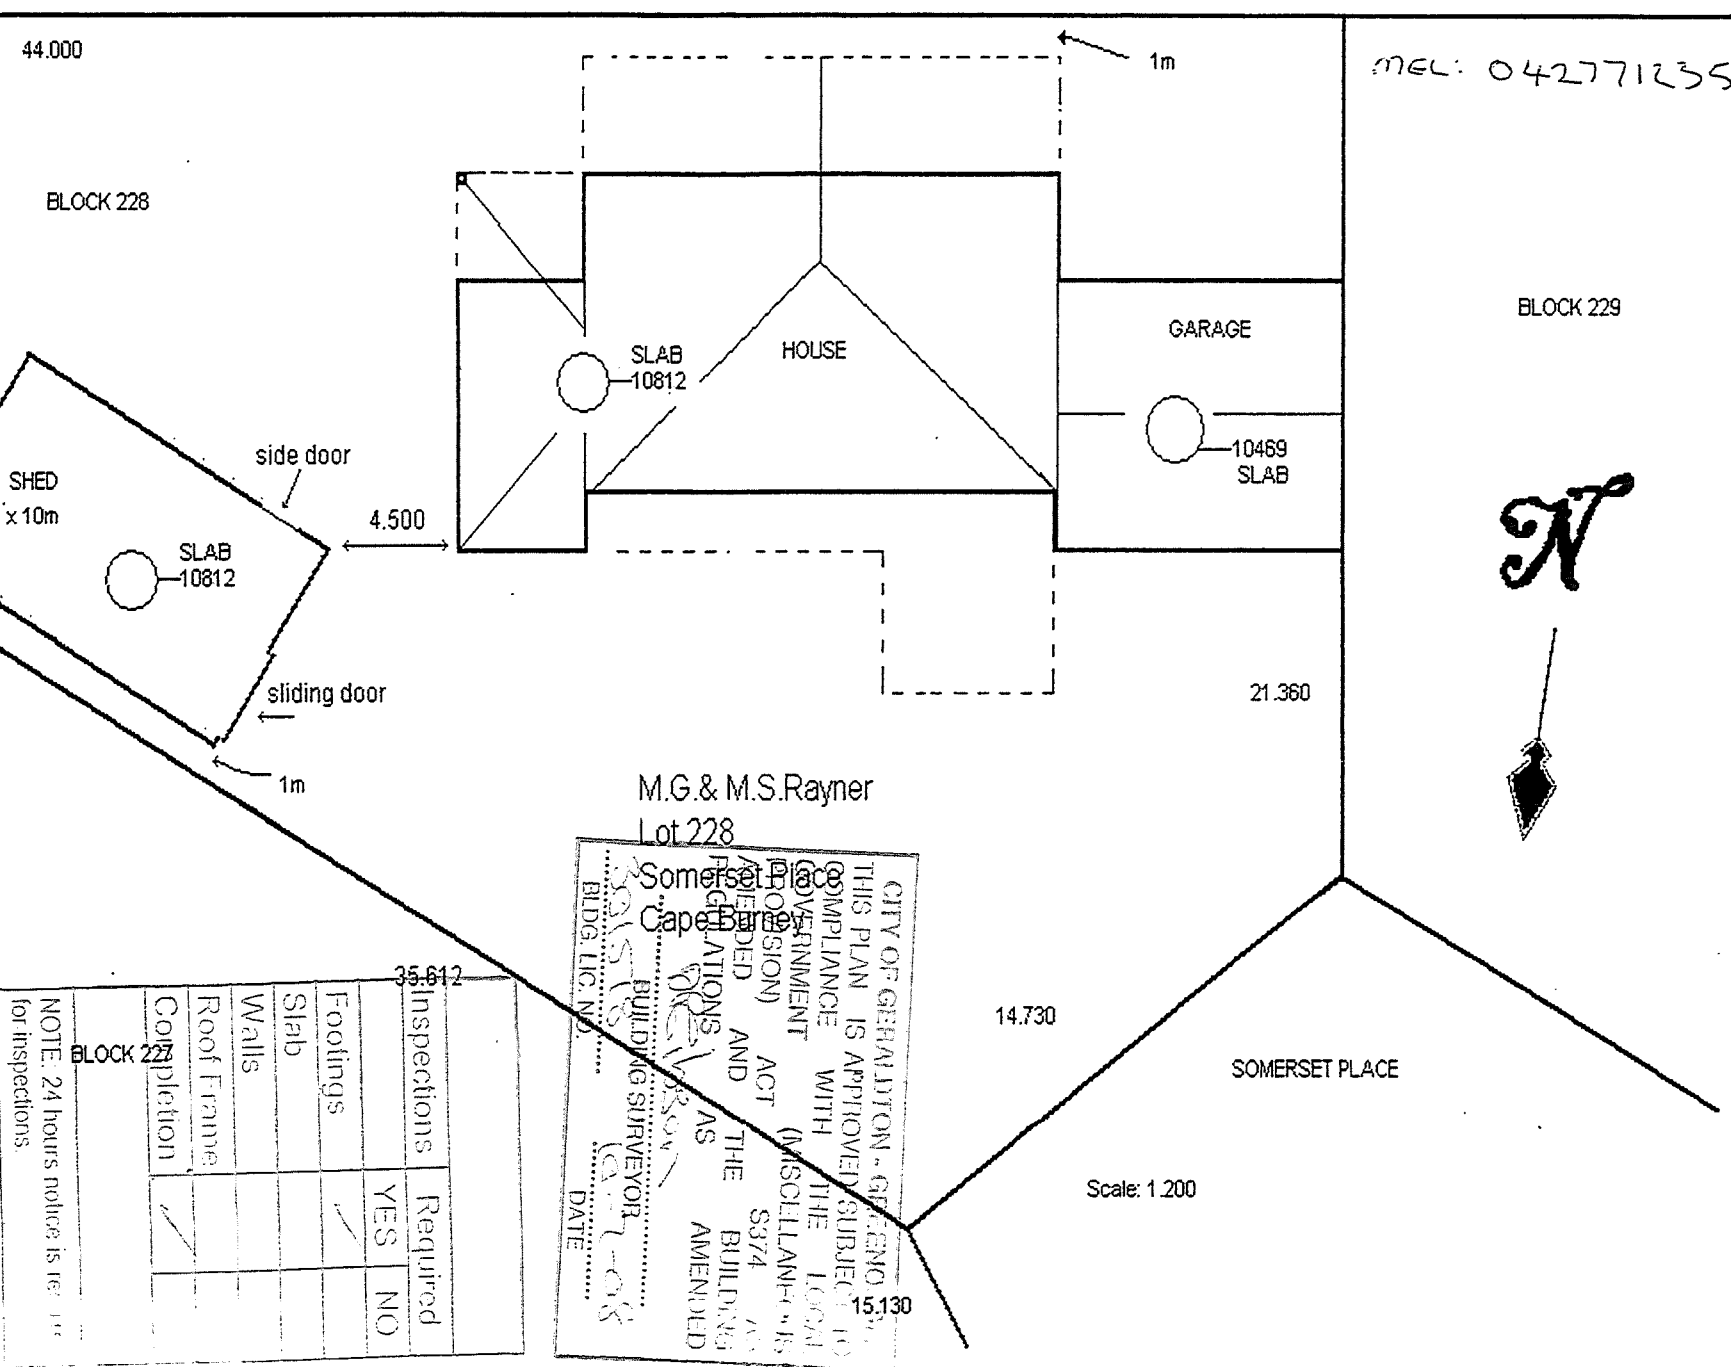 44.000
1m
MEL: 042771235
BLOCK 228
BLOCK 229
GARAGE
HOUSE
SLAB
10812
10469
SLAB
side door
SHED
x 10m
4.500
SLAB
10812
N
sliding door
1m
21.360
M.G.& M.S.Rayner
Lot 228
Somerset Place
Cape Burney
35.612
BLOCK 227
14.730
SOMERSET PLACE
Scale: 1.200
15.130
CITY OF GERALDTON - GREENO
THIS PLAN IS APPROVED SUBJECT TO
COMPLIANCE WITH THE LOCAL
GOVERNMENT (MISCELLANEOUS
PROVISION) ACT S374 AS
AMENDED AND THE BUILDING
REGULATIONS AS AMENDED
BUILDING SURVEYOR
BLDG. LIC. NO. DATE
Inspections Required
YES NO
Footings
Slab
Walls
Roof Frame
Completion
NOTE: 24 hours notice is
for inspections.